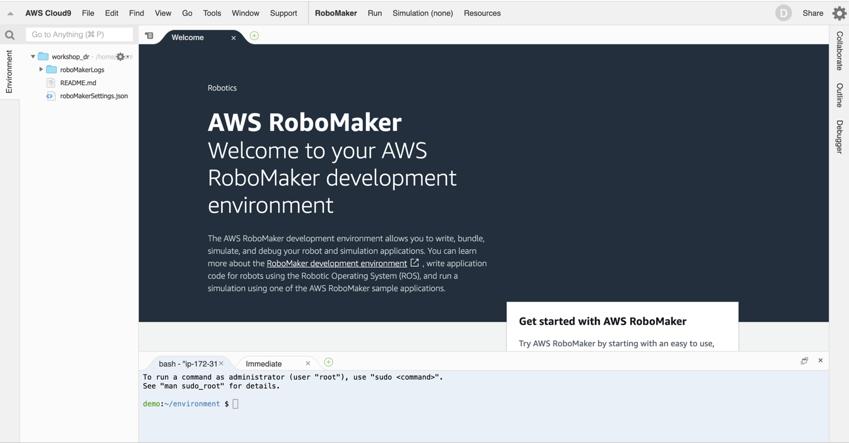 AWS Cloud9 File Edit Find View Go Tools Window Support RoboMaker Run Simulation (none) Resources D Share
Go to Anything (⌘ P)
Welcome
Environment
workshop_dr
roboMakerLogs
README.md
roboMakerSettings.json
Collaborate
Outline
Debugger
Robotics
AWS RoboMaker
Welcome to your AWS
RoboMaker development
environment
The AWS RoboMaker development environment allows you to write, bundle,
simulate, and debug your robot and simulation applications. You can learn
more about the RoboMaker development environment , write application
code for robots using the Robotic Operating System (ROS), and run a
simulation using one of the AWS RoboMaker sample applications.
Get started with AWS RoboMaker
Try AWS RoboMaker by starting with an easy to use,
bash - "ip-172-31 Immediate
To run a command as administrator (user "root"), use "sudo <command>".
See "man sudo_root" for details.
demo:~/environment $